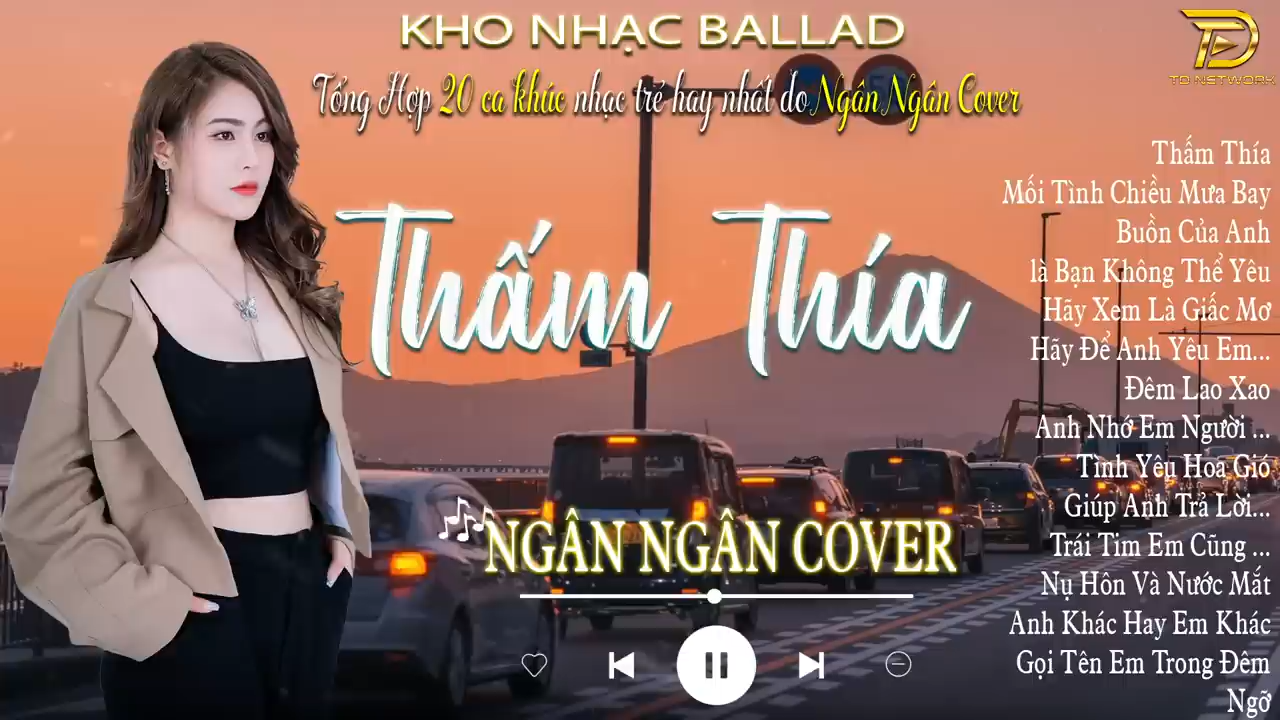 KHO NHẠC BALLAD
TD NETWORK
Tổng Hợp 20 ca khúc nhạc trẻ hay nhất do Ngân Ngân Cover
Thấm Thía
NGÂN NGÂN COVER
Thấm Thía
Mối Tình Chiều Mưa Bay
Buồn Của Anh
là Bạn Không Thể Yêu
Hãy Xem Là Giấc Mơ
Hãy Để Anh Yêu Em...
Đêm Lao Xao
Anh Nhớ Em Người ...
Tình Yêu Hoa Gió
Giúp Anh Trả Lời...
Trái Tim Em Cũng ...
Nụ Hôn Và Nước Mắt
Anh Khác Hay Em Khác
Gọi Tên Em Trong Đêm
Ngỡ